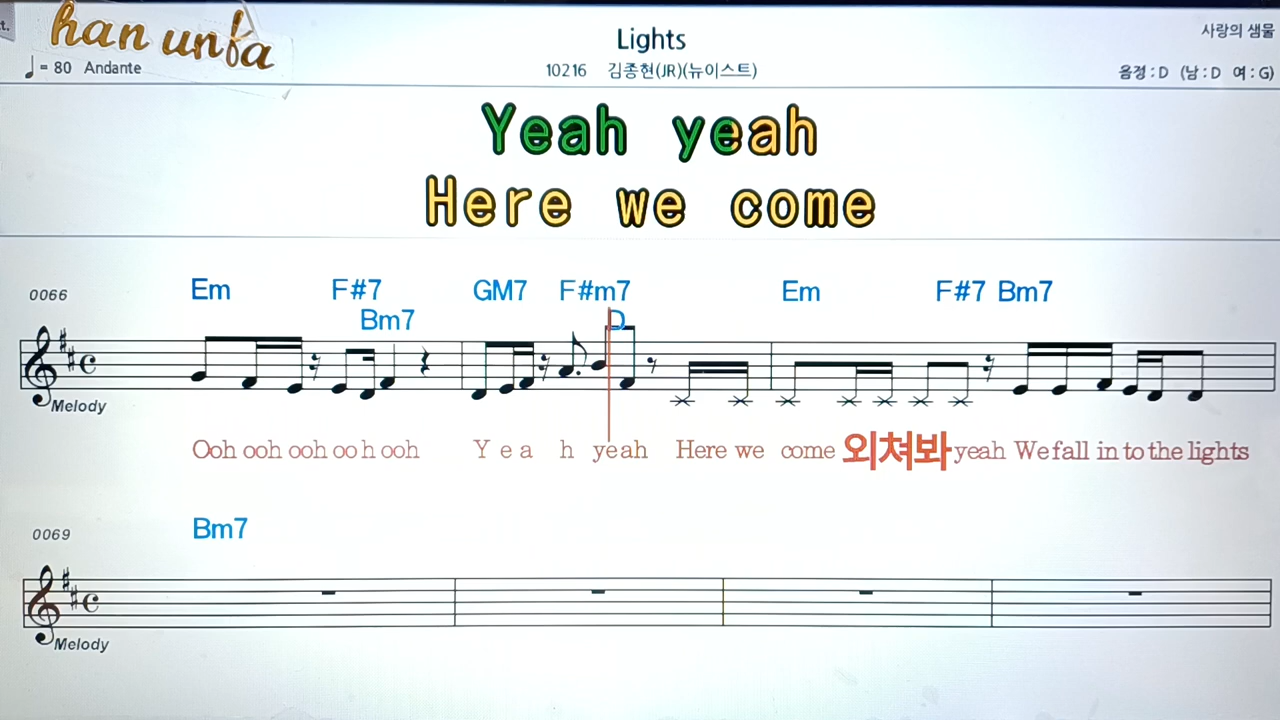 t.
han unfa
Lights
사랑의 샘물
♩= 80 Andante
10216 김종현(JR)(뉴이스트)
음정 : D (남 : D 여 : G)
Yeah yeah
Here we come
0066
Em F#7 GM7 F#m7 Em F#7 Bm7
Bm7 D
Melody
Ooh ooh ooh oo h ooh Y e a h yeah Here we come 외쳐봐 yeah We fall in to the lights
0069
Bm7
Melody